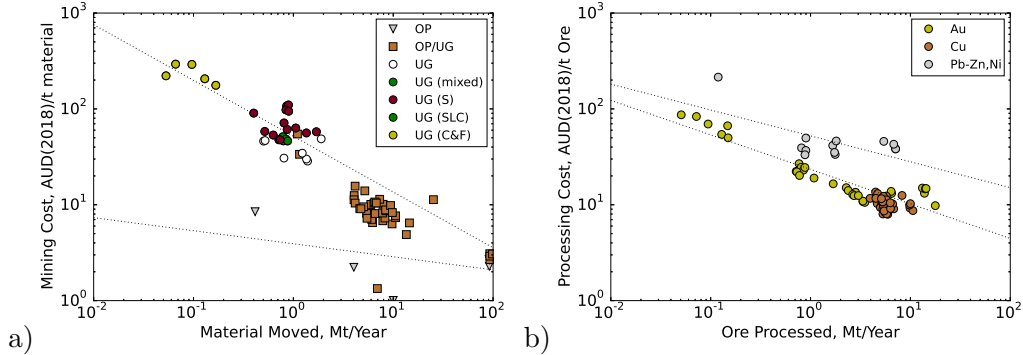 10^3
10^2
10^1
10^0
10^-2
10^-1
10^0
10^1
10^2
Mining Cost, AUD(2018)/t material
Material Moved, Mt/Year
OP
OP/UG
UG
UG (mixed)
UG (S)
UG (SLC)
UG (C&F)
a)
10^3
10^2
10^1
10^0
10^-2
10^-1
10^0
10^1
10^2
Processing Cost, AUD(2018)/t Ore
Ore Processed, Mt/Year
Au
Cu
Pb-Zn,Ni
b)